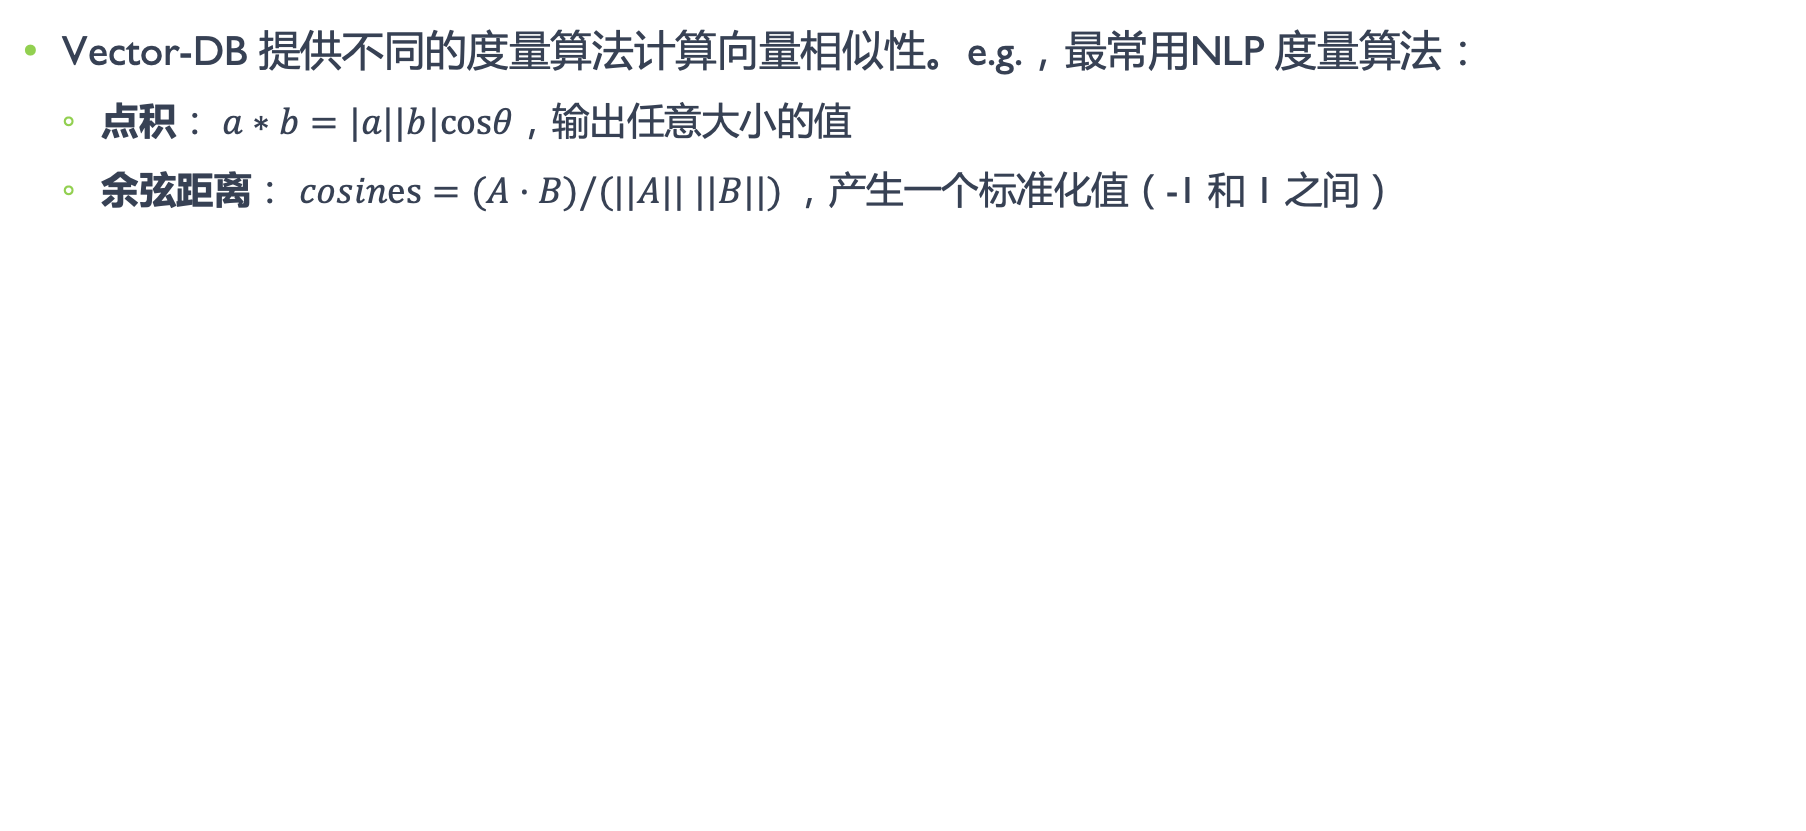 • Vector-DB 提供不同的度量算法计算向量相似性。e.g.，最常用NLP 度量算法：
◦ 点积： a ∗ b = |a||b|cosθ，输出任意大小的值
◦ 余弦距离： cosines = (A · B)/(||A|| ||B||) ，产生一个标准化值（-1 和 1 之间）